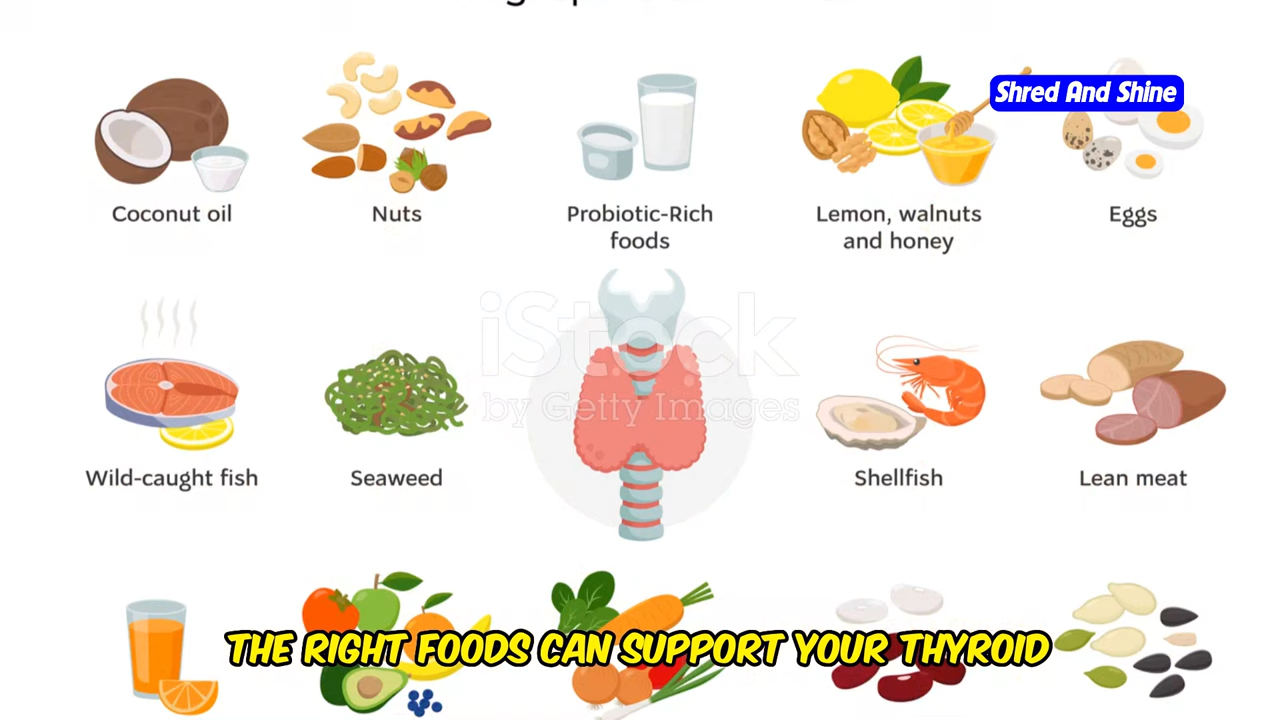 Shred And Shine
Coconut oil
Nuts
Probiotic-Rich
foods
Lemon, walnuts
and honey
Eggs
iStock
by Getty Images
Wild-caught fish
Seaweed
Shellfish
Lean meat
THE RIGHT FOODS CAN SUPPORT YOUR THYROID